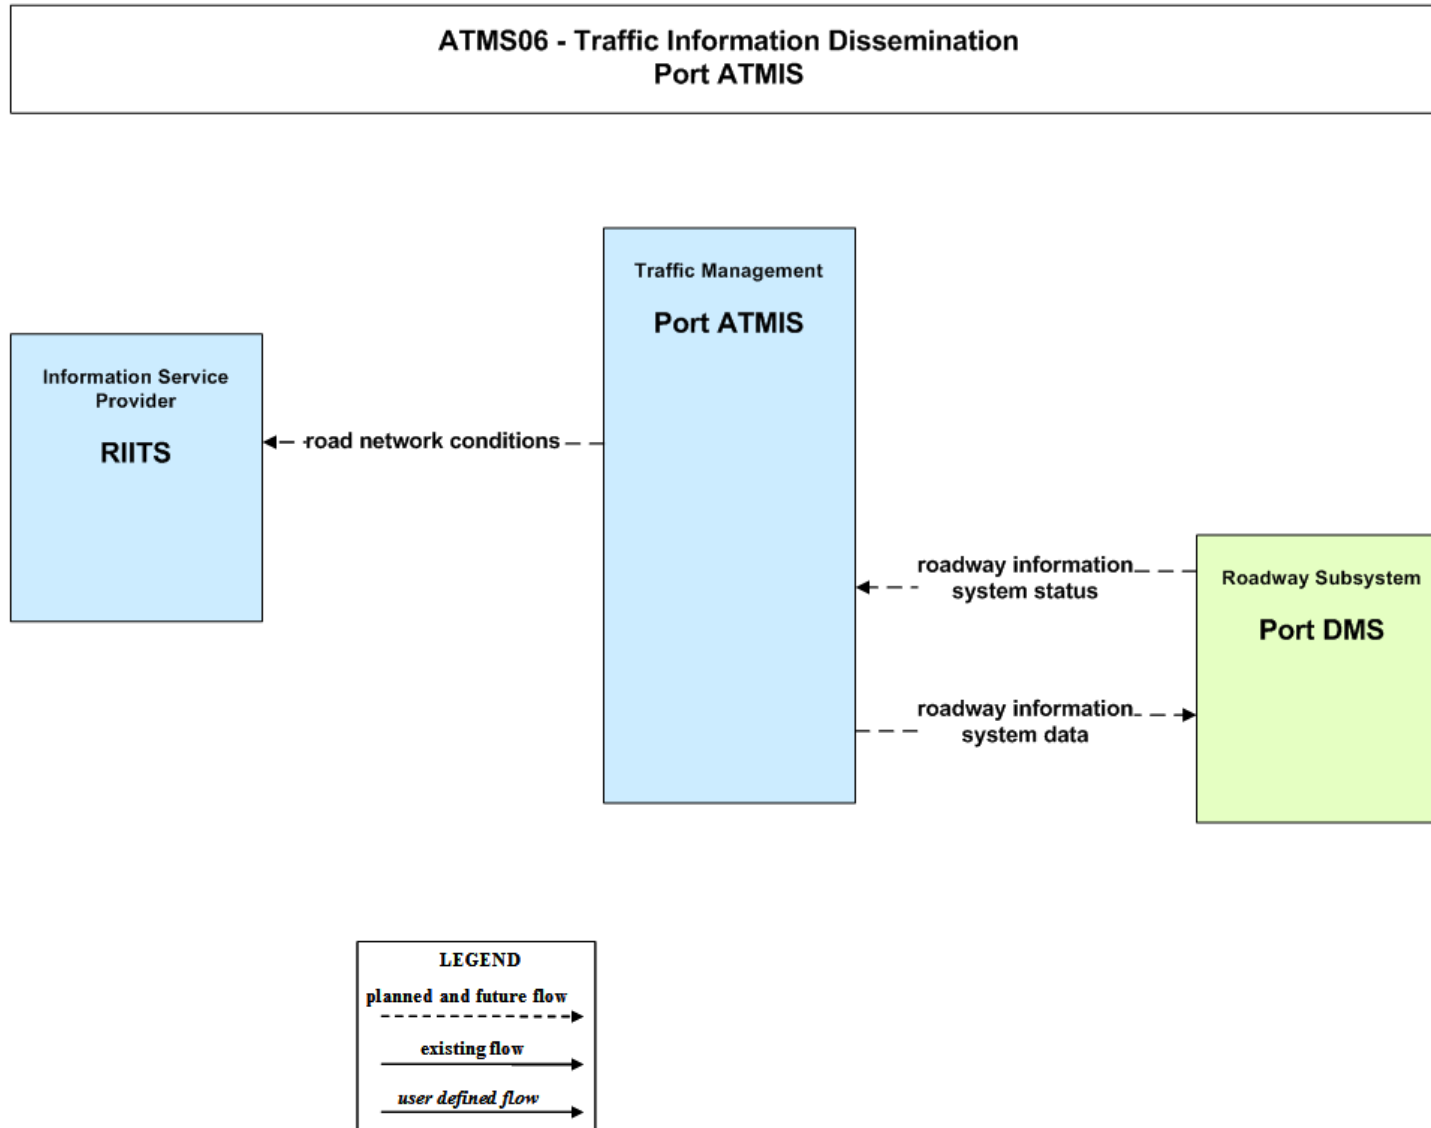 ATMS06 - Traffic Information Dissemination
Port ATMIS
Traffic Management
Port ATMIS
Information Service
Provider
RIITS
road network conditions
roadway information
system status
Roadway Subsystem
Port DMS
roadway information
system data
LEGEND
planned and future flow
existing flow
user defined flow